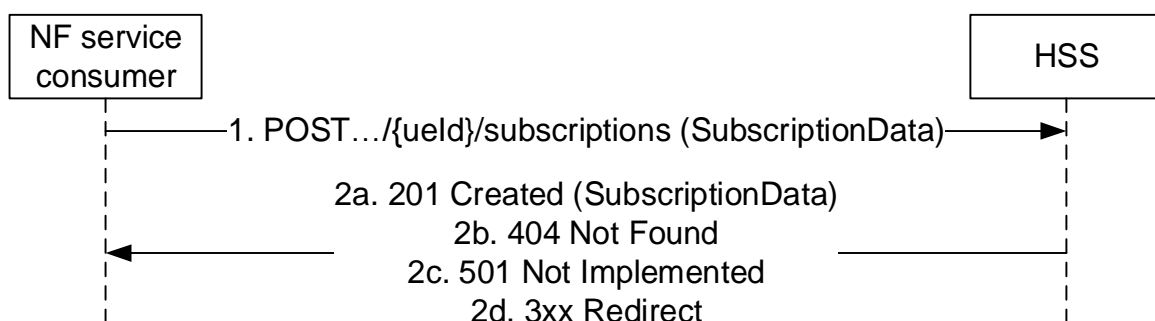 NF service
consumer
HSS
1. POST…/{ueId}/subscriptions (SubscriptionData)
2a. 201 Created (SubscriptionData)
2b. 404 Not Found
2c. 501 Not Implemented
2d. 3xx Redirect